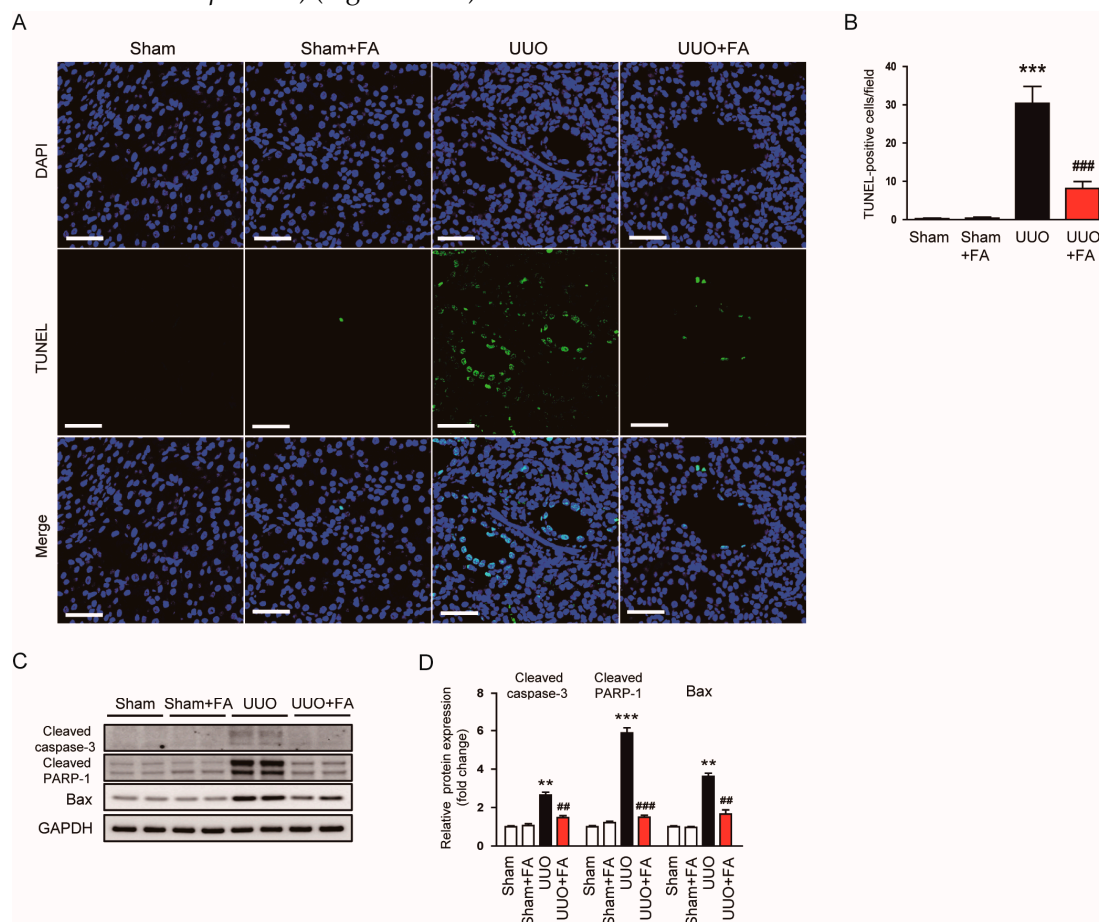 A
Sham Sham+FA UUO UUO+FA
DAPI
TUNEL
Merge
B
TUNEL-positive cells/field
40
30
20
10
0
***
###
Sham Sham +FA UUO UUO +FA
C
Sham Sham+FA UUO UUO+FA
Cleaved
caspase-3
Cleaved
PARP-1
Bax
GAPDH
D
Relative protein expression
(fold change)
8
6
4
2
0
Cleaved
caspase-3
Cleaved
PARP-1
Bax
** ## *** ### ** ##
Sham Sham+FA UUO UUO+FA Sham Sham+FA UUO UUO+FA Sham Sham+FA UUO UUO+FA